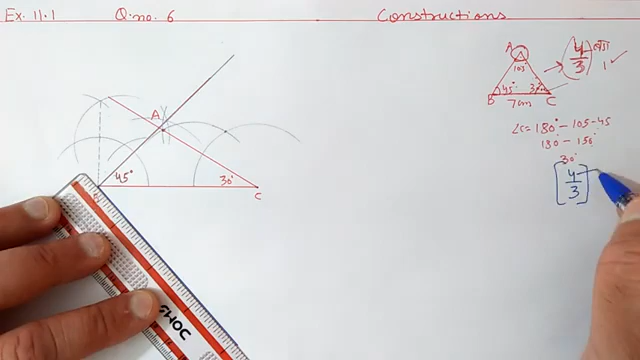 Ex. 11.1 Q. no. 6 Constructions
A
105°
45° 30°
B C
7cm
4
3
1 ✓
∠C = 180° - 105 - 45
180 - 150°
30°
[4/3]
A
45° 30°
B C
DOMS